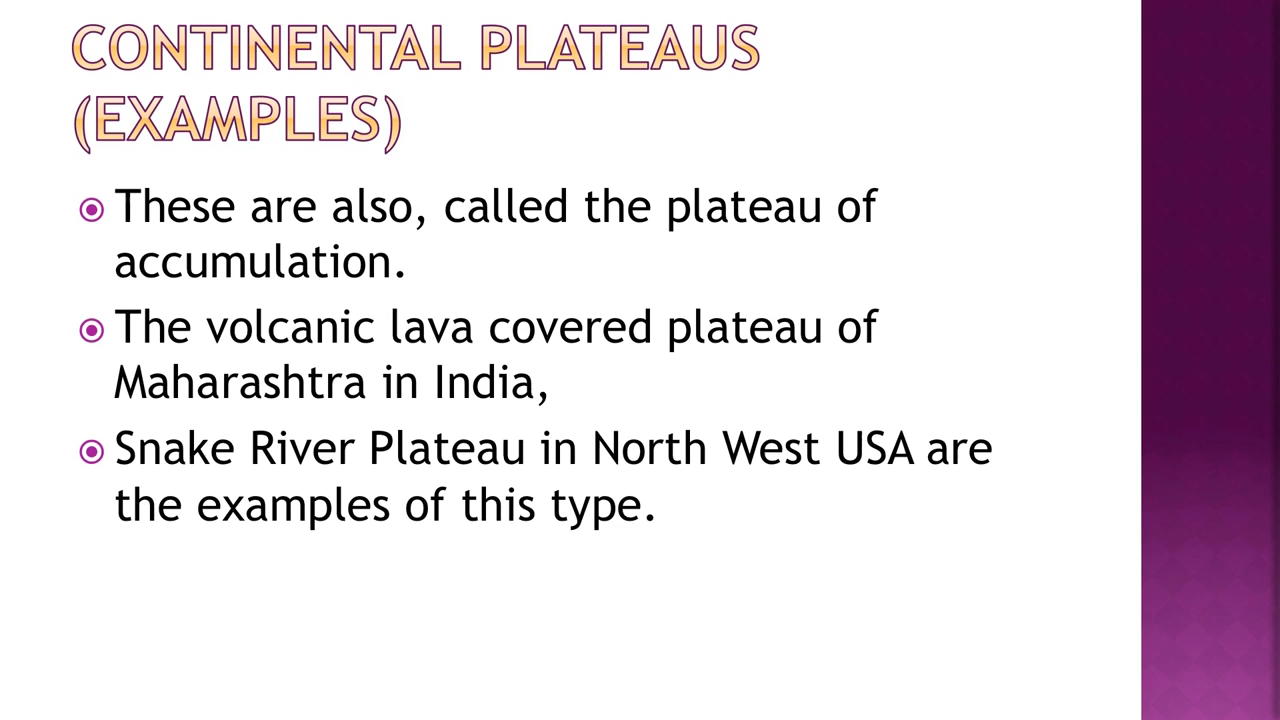 CONTINENTAL PLATEAUS
(EXAMPLES)
These are also, called the plateau of
accumulation.
The volcanic lava covered plateau of
Maharashtra in India,
Snake River Plateau in North West USA are
the examples of this type.